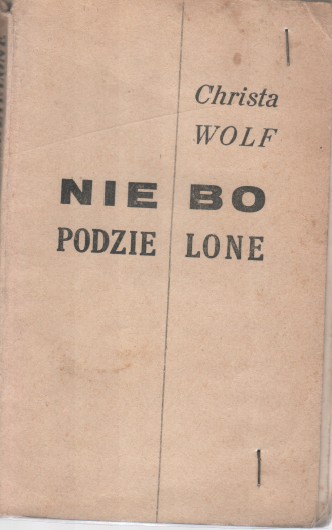 Christa
WOLF
NIE BO
PODZIE LONE